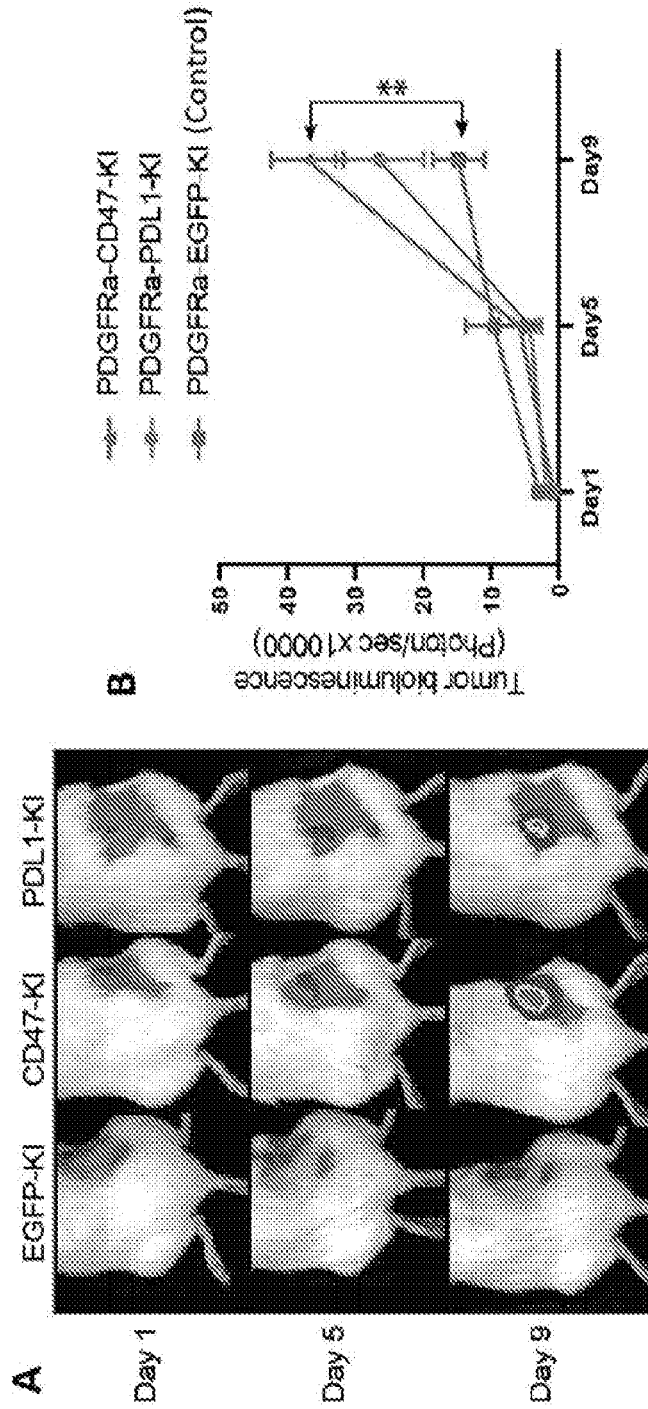 A
EGFP-KI
CD47-KI
PDL1-KI
Day 1
Day 5
Day 9
B
PDGFRa-CD47-KI
PDGFRa-PDL1-KI
PDGFRa-EGFP-KI (Control)
Tumor bioluminescence
(Photon/sec x10000)
50
40
30
20
10
0
**
Day1
Day5
Day9